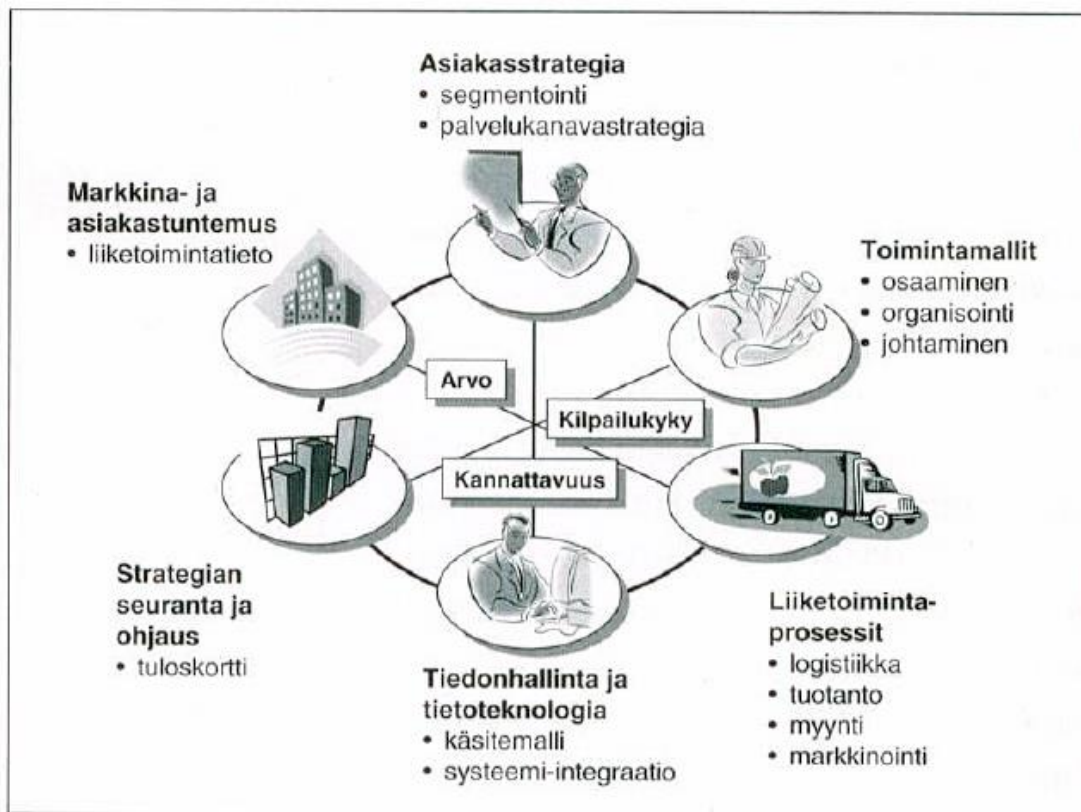 Asiakasstrategia
• segmentointi
• palvelukanavastrategia
Markkina- ja
asiakastuntemus
• liiketoimintatieto
Toimintamallit
• osaaminen
• organisointi
• johtaminen
Arvo
Kilpailukyky
Kannattavuus
Strategian
seuranta ja
ohjaus
• tuloskortti
Tiedonhallinta ja
tietoteknologia
• käsitemalli
• systeemi-integraatio
Liiketoiminta-
prosessit
• logistiikka
• tuotanto
• myynti
• markkinointi